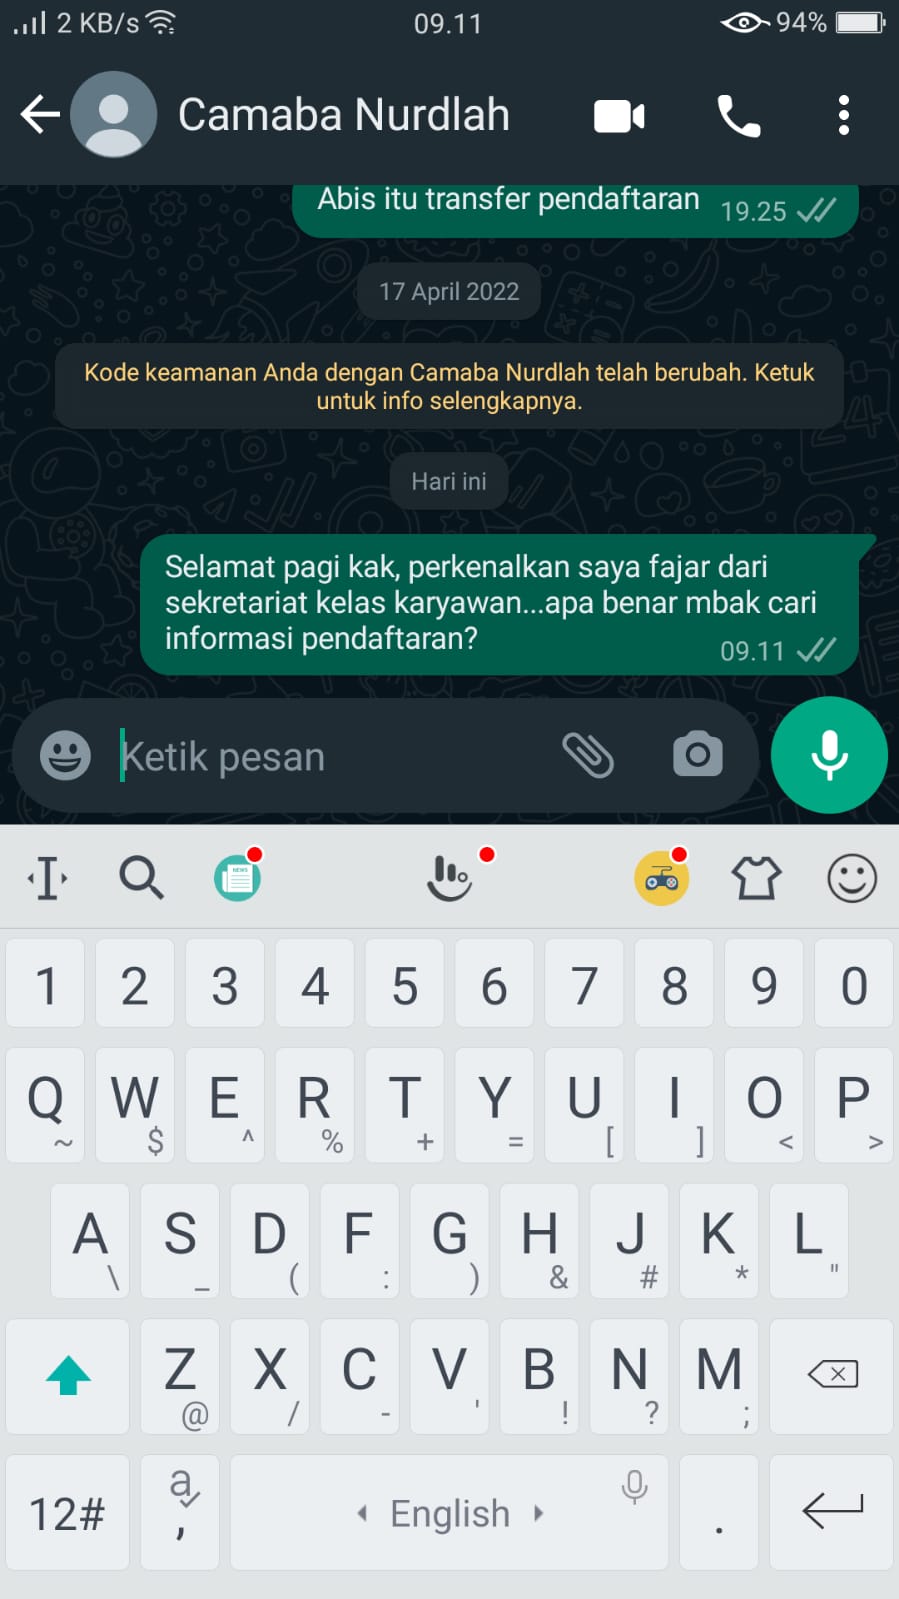 2 KB/s 09.11 94%
Camaba Nurdlah
Abis itu transfer pendaftaran 19.25
17 April 2022
Kode keamanan Anda dengan Camaba Nurdlah telah berubah. Ketuk
untuk info selengkapnya.
Hari ini
Selamat pagi kak, perkenalkan saya fajar dari
sekretariat kelas karyawan...apa benar mbak cari
informasi pendaftaran?
09.11
Ketik pesan
NEWS
1 2 3 4 5 6 7 8 9 0
Q W E R T Y U I O P
~ $ ^ % + = [ ] < >
A S D F G H J K L
\ _ ( : ) & # * "
Z X C V B N M
@ / - ' ! ? ;
12# a , English .